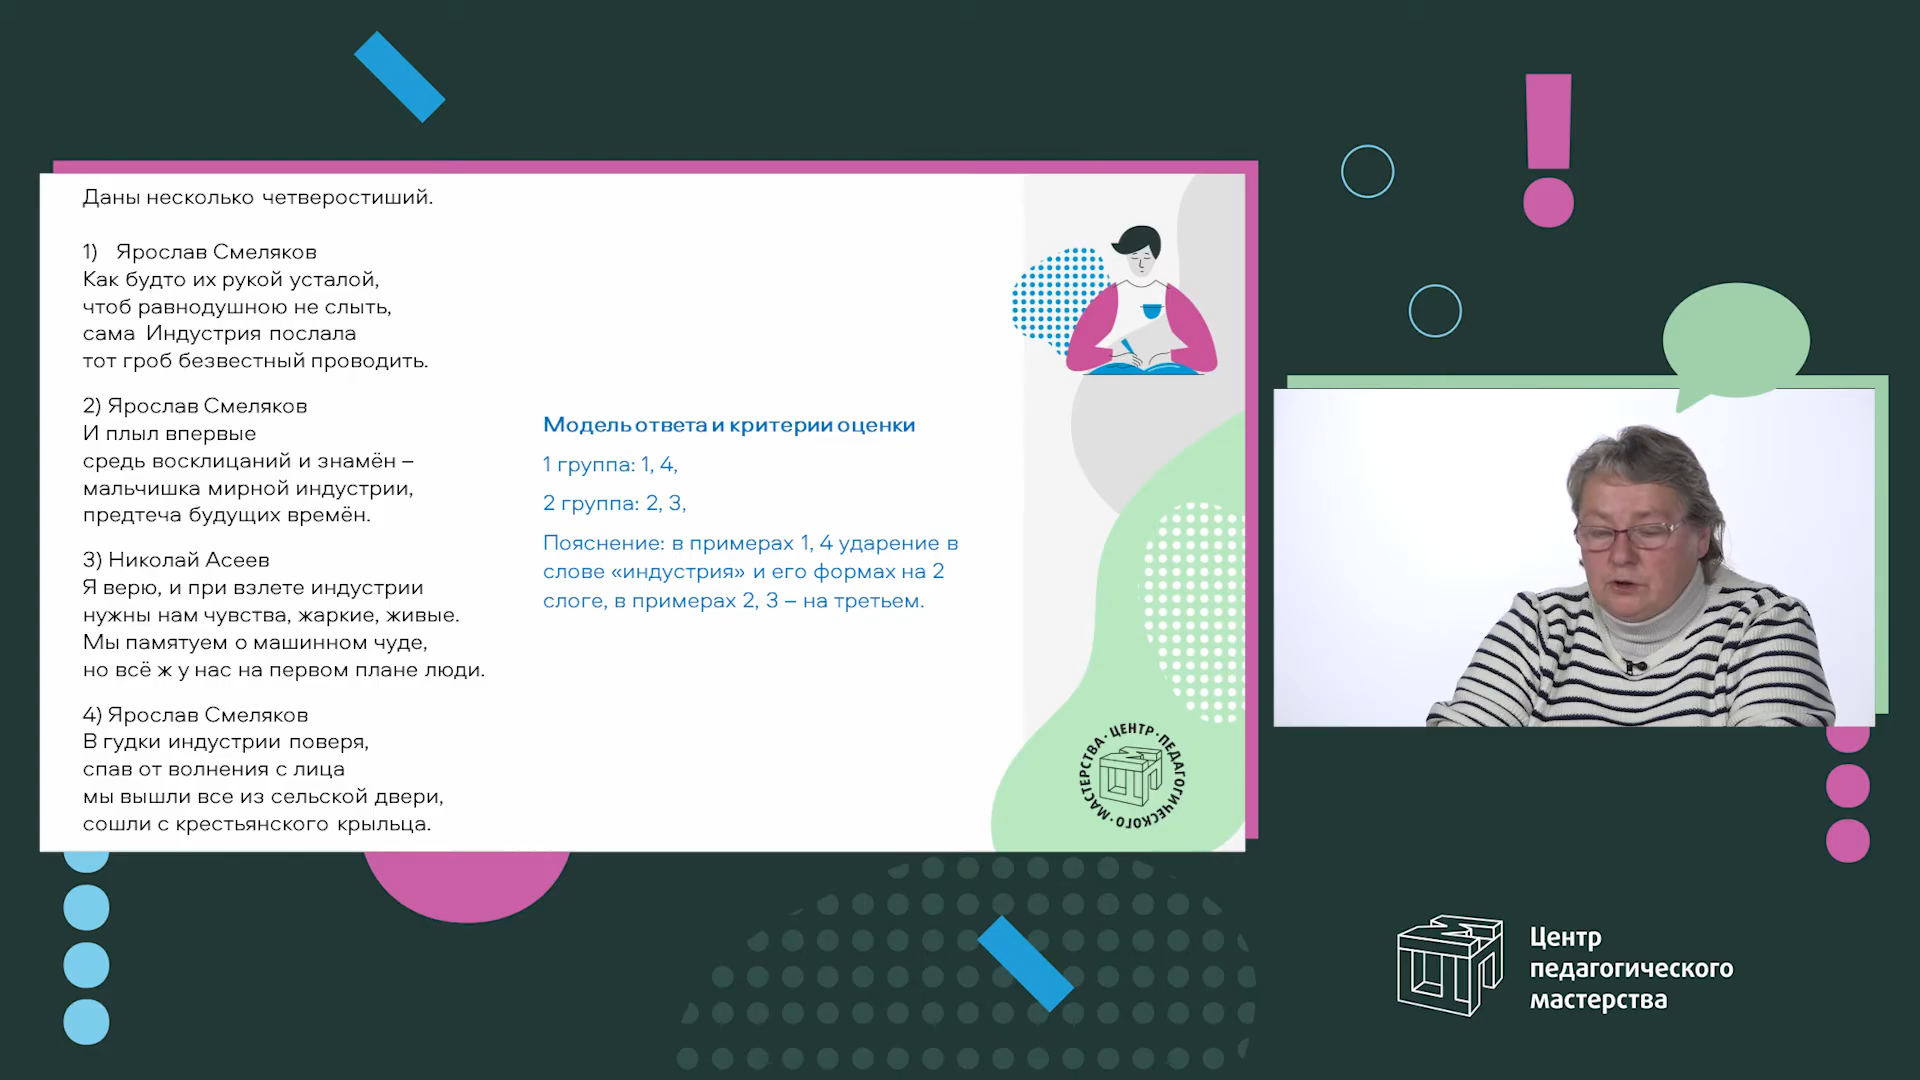 Даны несколько четверостиший.
1) Ярослав Смеляков
Как будто их рукой усталой,
чтоб равнодушною не слыть,
сама Индустрия послала
тот гроб безвестный проводить.
2) Ярослав Смеляков
И плыл впервые
средь восклицаний и знамён –
мальчишка мирной индустрии,
предтеча будущих времён.
3) Николай Асеев
Я верю, и при взлете индустрии
нужны нам чувства, жаркие, живые.
Мы памятуем о машинном чуде,
но всё ж у нас на первом плане люди.
4) Ярослав Смеляков
В гудки индустрии поверя,
спав от волнения с лица
мы вышли все из сельской двери,
сошли с крестьянского крыльца.
Модель ответа и критерии оценки
1 группа: 1, 4,
2 группа: 2, 3,
Пояснение: в примерах 1, 4 ударение в
слове «индустрия» и его формах на 2
слоге, в примерах 2, 3 – на третьем.
ЦЕНТР·ПЕДАГОГИЧЕСКОГО·МАСТЕРСТВА·
Центр
педагогического
мастерства